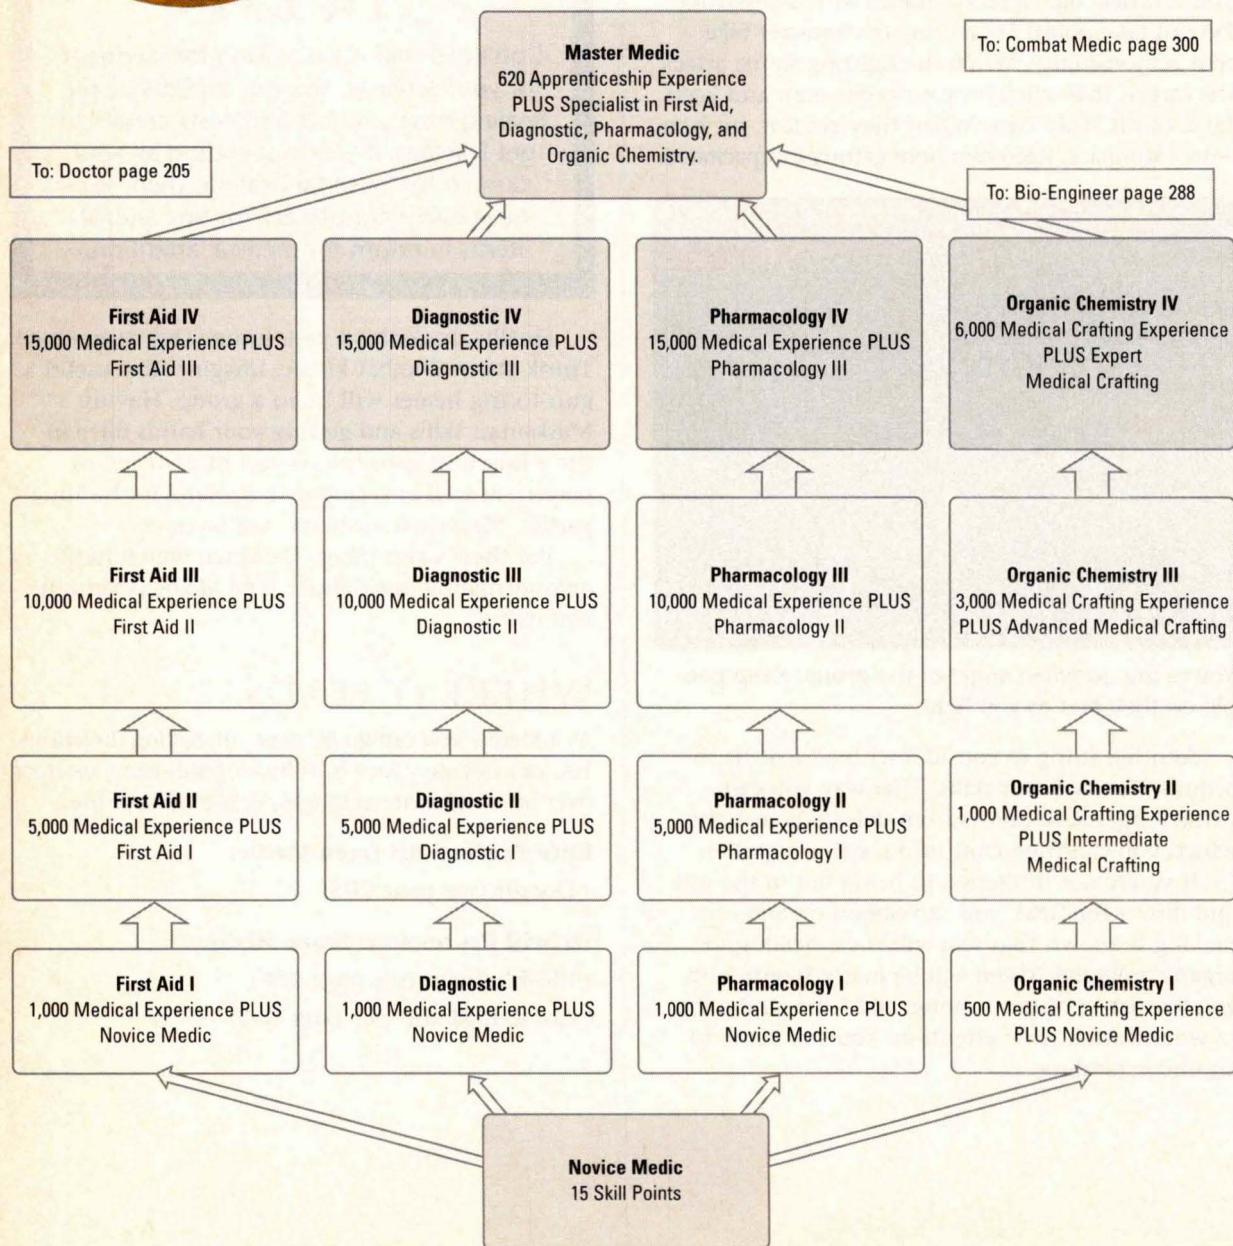 Master Medic
620 Apprenticeship Experience
PLUS Specialist in First Aid,
Diagnostic, Pharmacology, and
Organic Chemistry.
To: Combat Medic page 300
To: Doctor page 205
To: Bio-Engineer page 288
First Aid IV
15,000 Medical Experience PLUS
First Aid III
Diagnostic IV
15,000 Medical Experience PLUS
Diagnostic III
Pharmacology IV
15,000 Medical Experience PLUS
Pharmacology III
Organic Chemistry IV
6,000 Medical Crafting Experience
PLUS Expert
Medical Crafting
First Aid III
10,000 Medical Experience PLUS
First Aid II
Diagnostic III
10,000 Medical Experience PLUS
Diagnostic II
Pharmacology III
10,000 Medical Experience PLUS
Pharmacology II
Organic Chemistry III
3,000 Medical Crafting Experience
PLUS Advanced Medical Crafting
First Aid II
5,000 Medical Experience PLUS
First Aid I
Diagnostic II
5,000 Medical Experience PLUS
Diagnostic I
Pharmacology II
5,000 Medical Experience PLUS
Pharmacology I
Organic Chemistry II
1,000 Medical Crafting Experience
PLUS Intermediate
Medical Crafting
First Aid I
1,000 Medical Experience PLUS
Novice Medic
Diagnostic I
1,000 Medical Experience PLUS
Novice Medic
Pharmacology I
1,000 Medical Experience PLUS
Novice Medic
Organic Chemistry I
500 Medical Crafting Experience
PLUS Novice Medic
Novice Medic
15 Skill Points